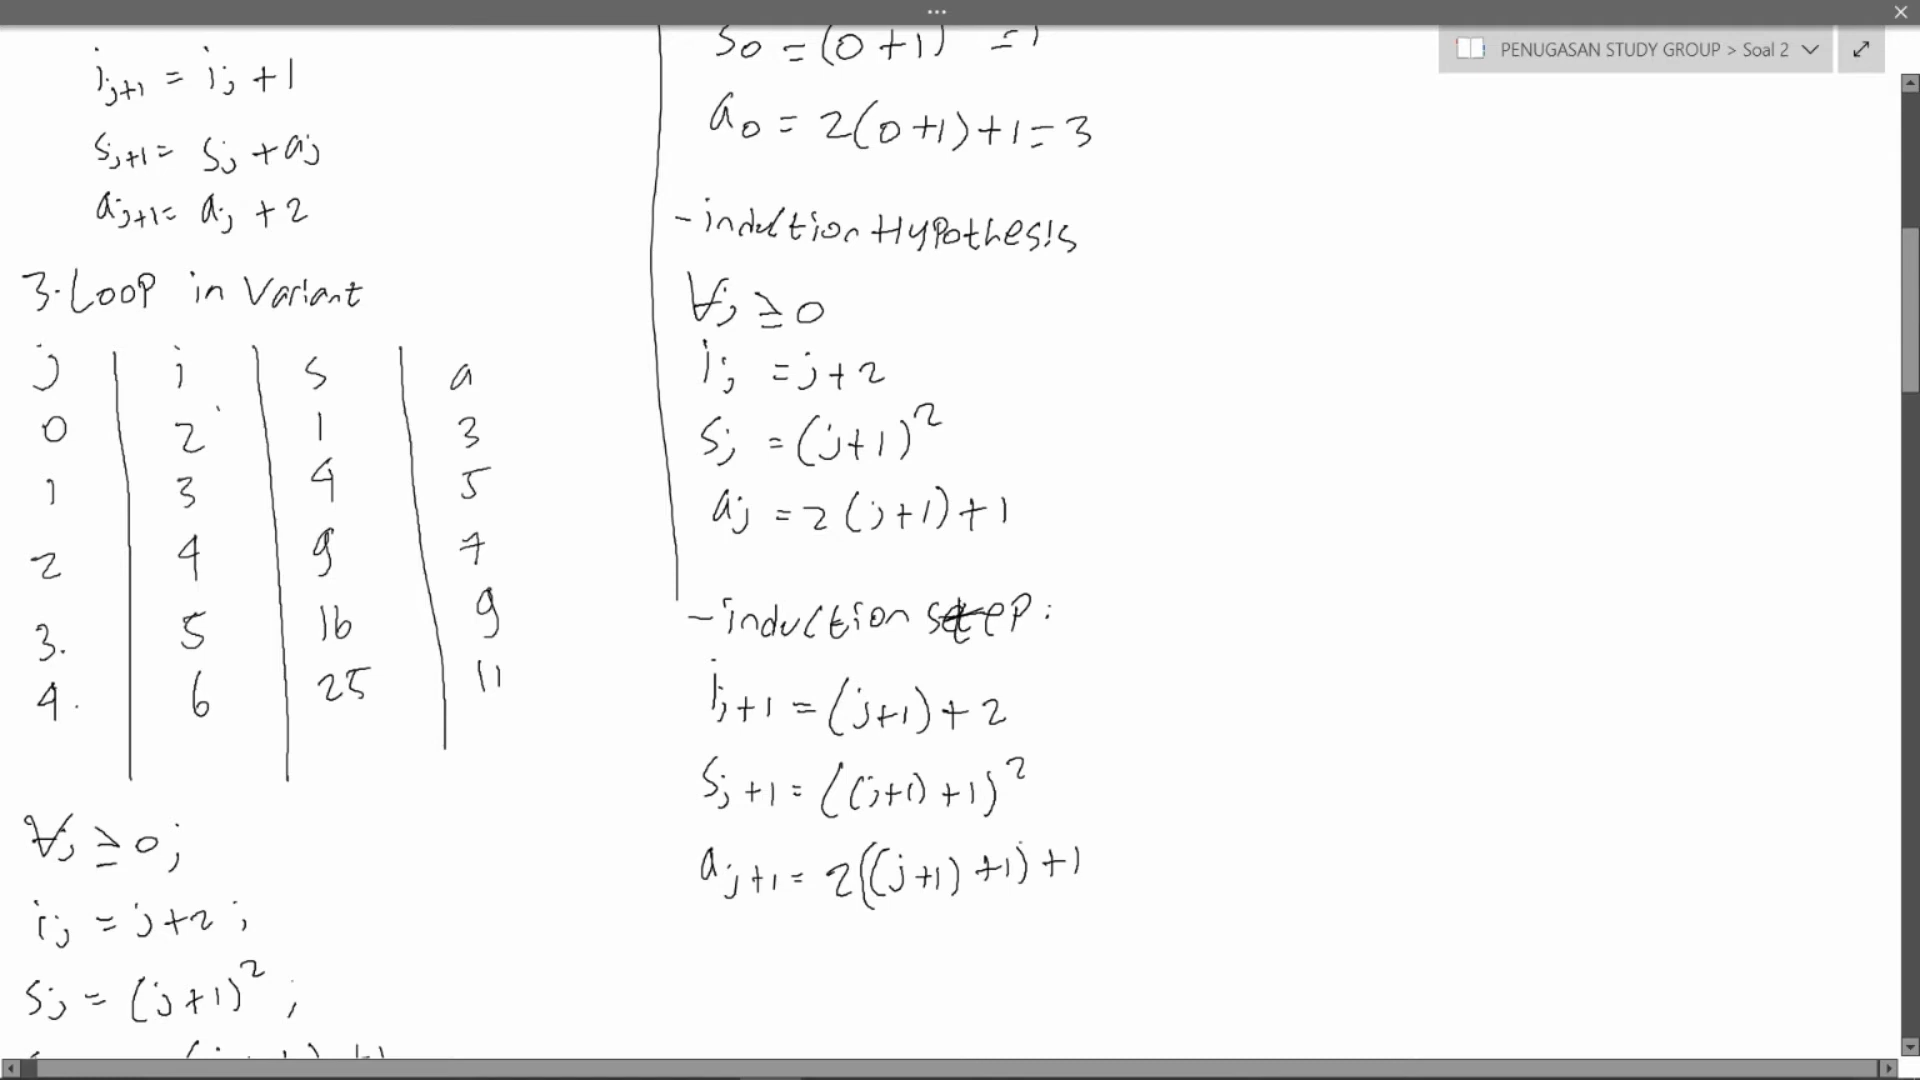 PENUGASAN STUDY GROUP > Soal 2
i_{j+1} = i_j + 1
s_{j+1} = s_j + a_j
a_{j+1} = a_j + 2
3. Loop in Variant
j | i | s | a
0 | 2 | 1 | 3
1 | 3 | 4 | 5
2 | 4 | 9 | 7
3. | 5 | 16 | 9
4. | 6 | 25 | 11
∀j ≥ 0;
i_j = j+2;
s_j = (j+1)^2;
s_0 = (0+1) = 1
a_0 = 2(0+1)+1 = 3
- induction Hypothesis
∀j ≥ 0
i_j = j+2
s_j = (j+1)^2
a_j = 2(j+1)+1
- induction step:
i_{j+1} = (j+1)+2
s_{j+1} = ((j+1)+1)^2
a_{j+1} = 2((j+1)+1)+1